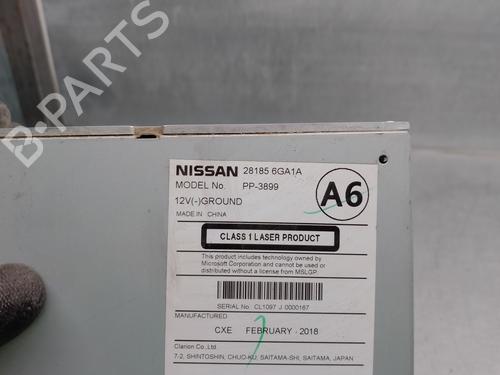 B-PARTS
NISSAN 28185 6GA1A
MODEL No. PP-3899
A6
12V(-)GROUND
MADE IN CHINA
CLASS 1 LASER PRODUCT
This product includes technology owned by
Microsoft Corporation and cannot be used or
distributed without a license from MSLGP.
SERIAL No CL1097 J 0000167
MANUFACTURED
CXE FEBRUARY - 2018
Clarion Co.,Ltd.
7-2, SHINTOSHIN, CHUO-KU, SAITAMA-SHI, SAITAMA, JAPAN